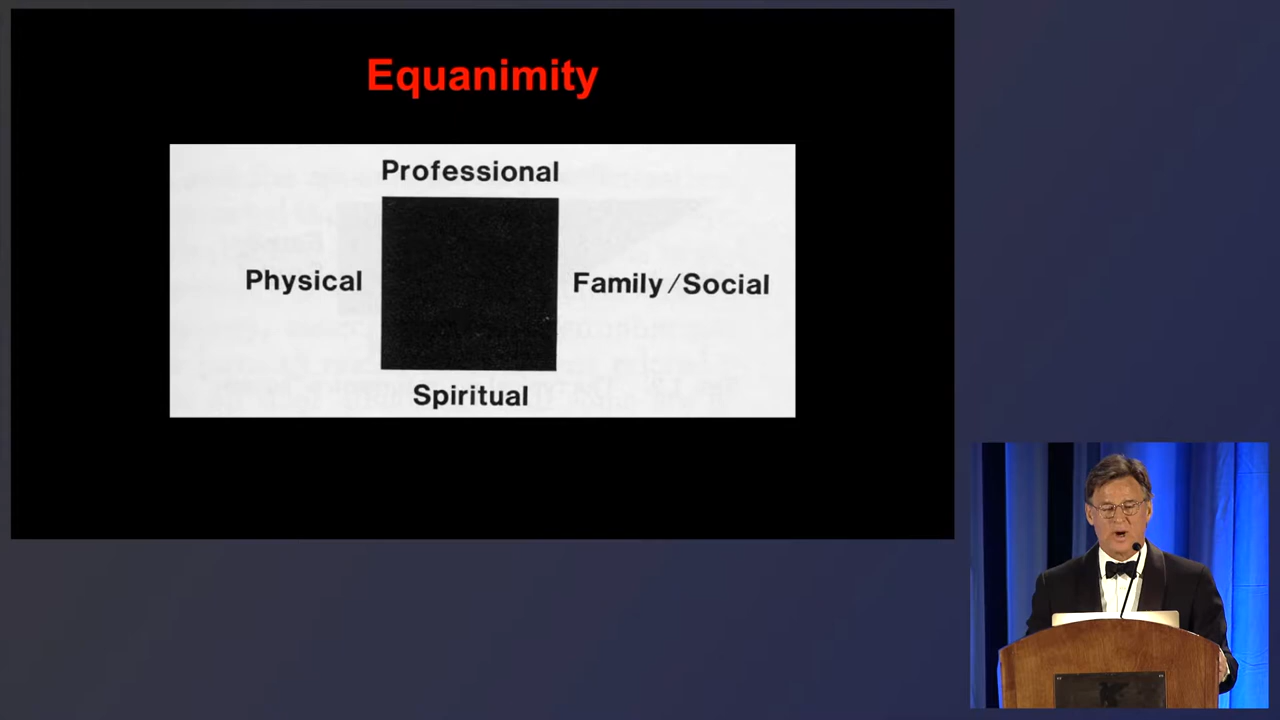 Equanimity
Professional
Physical
Family/Social
Spiritual